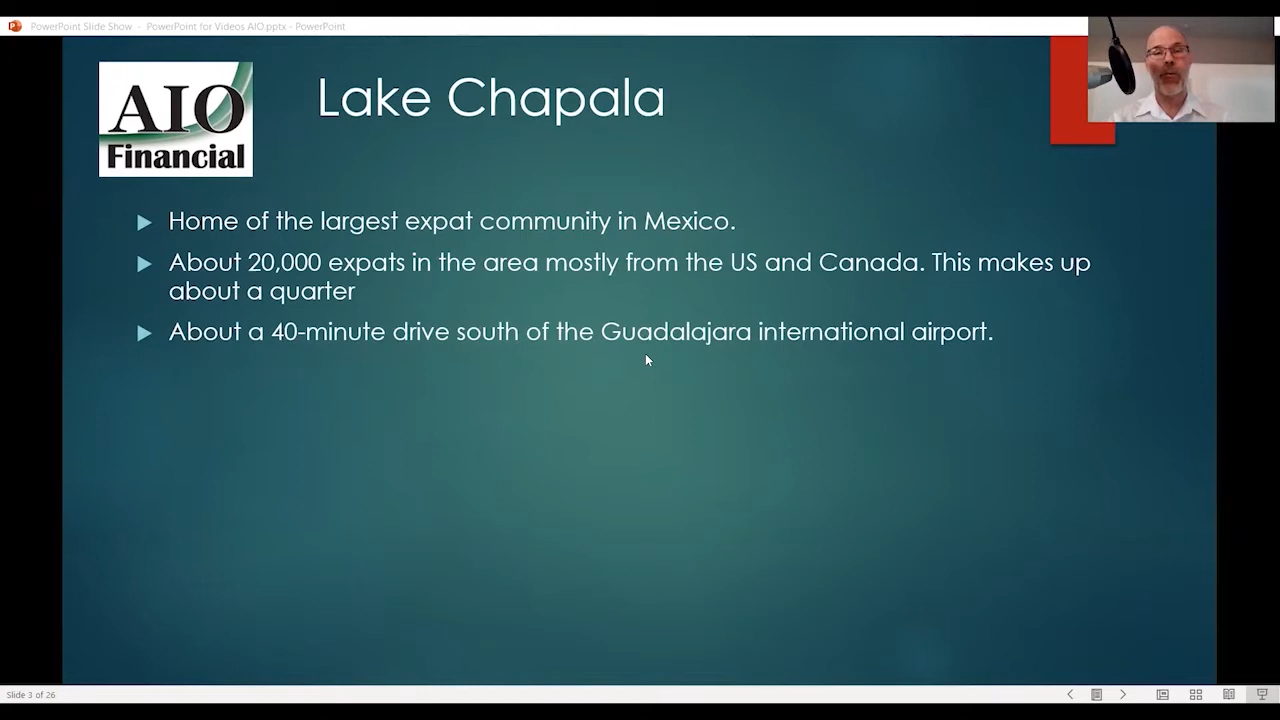 PowerPoint Slide Show - PowerPoint for Videos AIO.pptx - PowerPoint
AIO
Financial
Lake Chapala
Home of the largest expat community in Mexico.
About 20,000 expats in the area mostly from the US and Canada. This makes up
about a quarter
About a 40-minute drive south of the Guadalajara international airport.
Slide 3 of 26